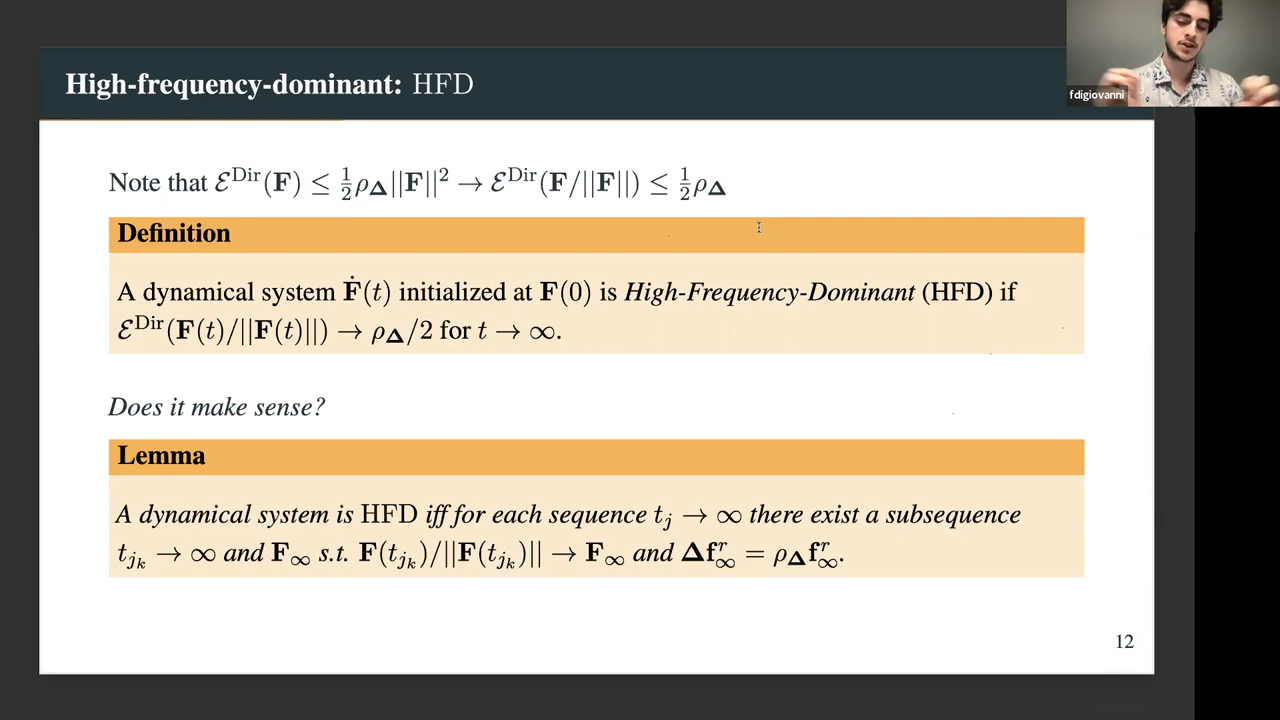 High-frequency-dominant: HFD
fdigiovanni
Note that ℰ^Dir(𝐅) ≤ ½ρ_𝚫||𝐅||² → ℰ^Dir(𝐅/||𝐅||) ≤ ½ρ_𝚫
Definition
A dynamical system 𝐅̇(t) initialized at 𝐅(0) is High-Frequency-Dominant (HFD) if
ℰ^Dir(𝐅(t)/||𝐅(t)||) → ρ_𝚫/2 for t → ∞.
Does it make sense?
Lemma
A dynamical system is HFD iff for each sequence t_j → ∞ there exist a subsequence
t_{j_k} → ∞ and 𝐅_∞ s.t. 𝐅(t_{j_k})/||𝐅(t_{j_k})|| → 𝐅_∞ and 𝚫𝐟^r_∞ = ρ_𝚫𝐟^r_∞.
12